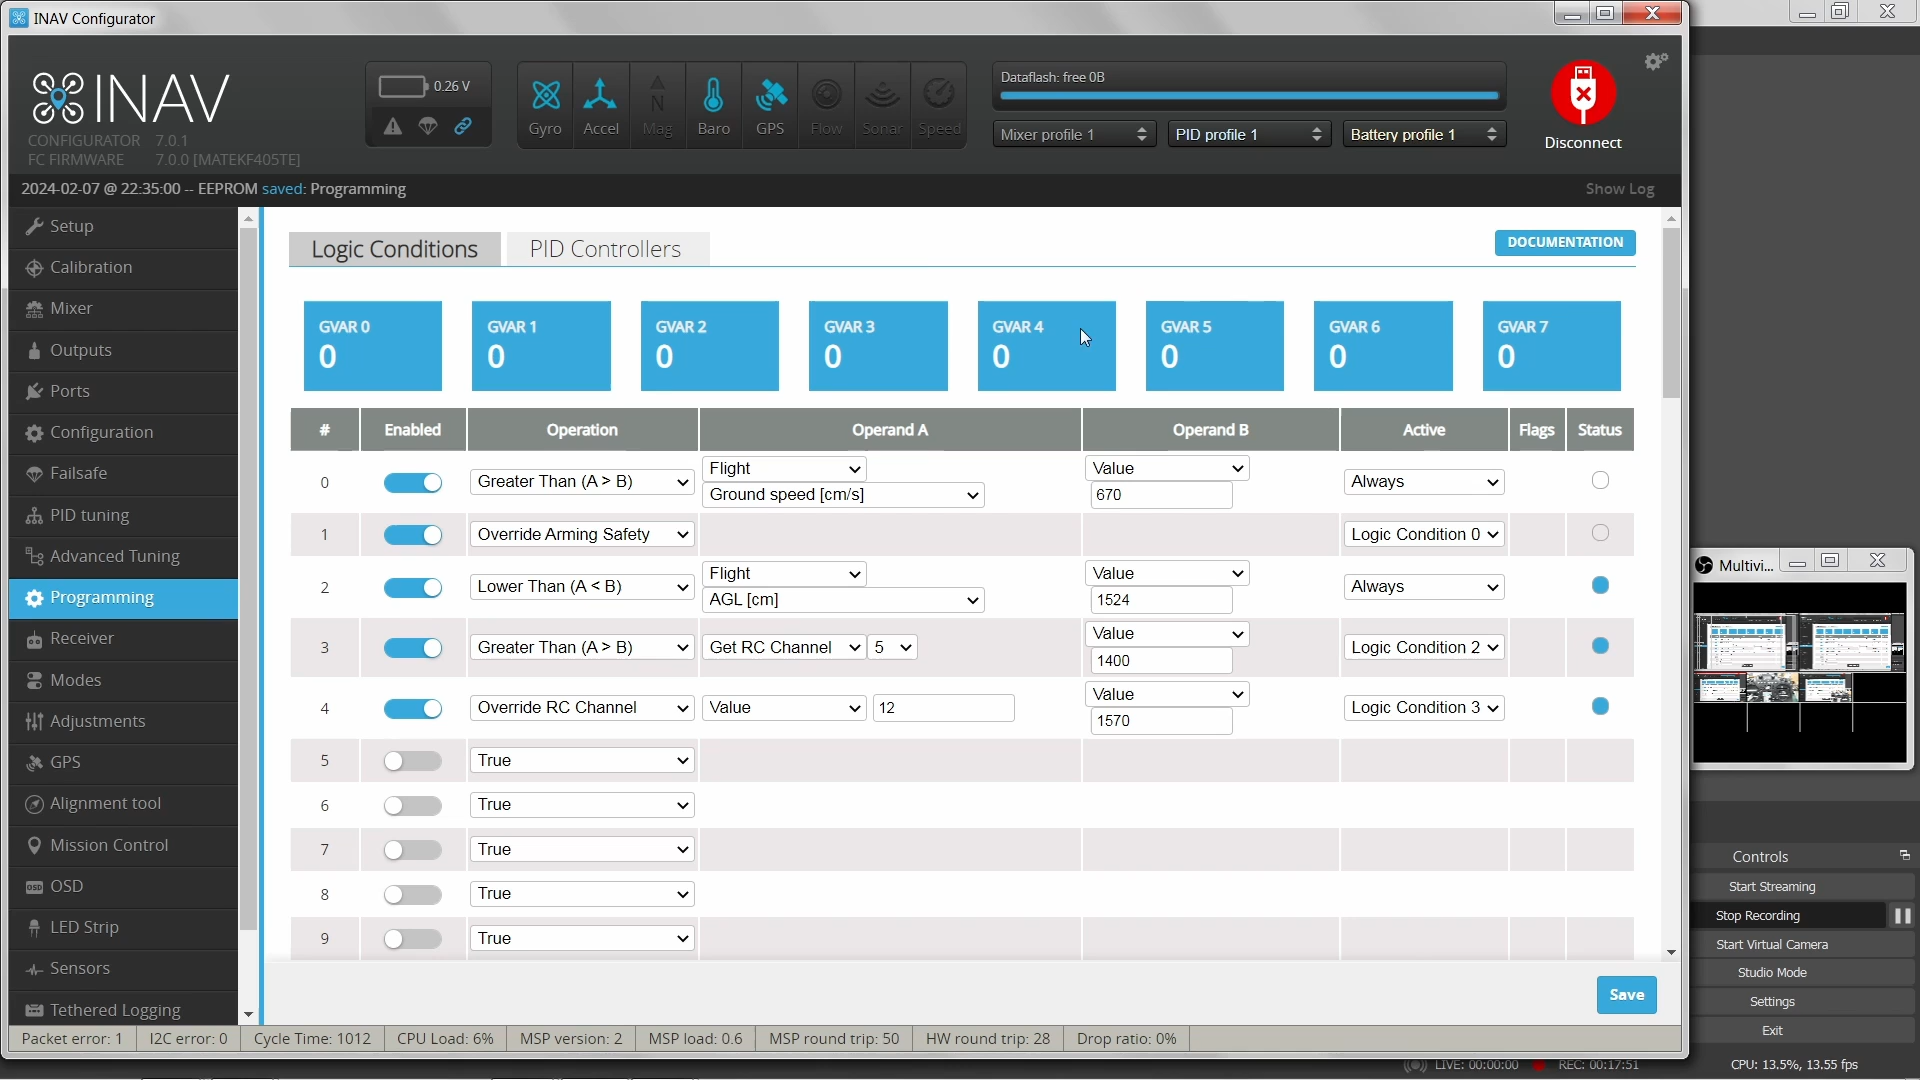 INAV Configurator
INAV
CONFIGURATOR 7.0.1
FC FIRMWARE 7.0.0 [MATEKF405TE]
0.26 V
Gyro Accel Mag Baro GPS Flow Sonar Speed
Dataflash: free 0B
Mixer profile 1 PID profile 1 Battery profile 1
Disconnect
2024-02-07 @ 22:35:00 -- EEPROM saved: Programming
Show Log
Setup
Calibration
Mixer
Outputs
Ports
Configuration
Failsafe
PID tuning
Advanced Tuning
Programming
Receiver
Modes
Adjustments
GPS
Alignment tool
Mission Control
OSD
LED Strip
Sensors
Tethered Logging
Logic Conditions PID Controllers
DOCUMENTATION
GVAR 0 GVAR 1 GVAR 2 GVAR 3 GVAR 4 GVAR 5 GVAR 6 GVAR 7
0 0 0 0 0 0 0 0
# Enabled Operation Operand A Operand B Active Flags Status
0 Greater Than (A > B) Flight Ground speed [cm/s] Value 670 Always
1 Override Arming Safety Logic Condition 0
2 Lower Than (A < B) Flight AGL [cm] Value 1524 Always
3 Greater Than (A > B) Get RC Channel 5 Value 1400 Logic Condition 2
4 Override RC Channel Value 12 Value 1570 Logic Condition 3
5 True
6 True
7 True
8 True
9 True
Save
Packet error: 1 I2C error: 0 Cycle Time: 1012 CPU Load: 6% MSP version: 2 MSP load: 0.6 MSP round trip: 50 HW round trip: 28 Drop ratio: 0%
Multivi...
Controls
Start Streaming
Stop Recording
Start Virtual Camera
Studio Mode
Settings
Exit
LIVE: 00:00:00 REC: 00:17:51 CPU: 13.5%, 13.55 fps